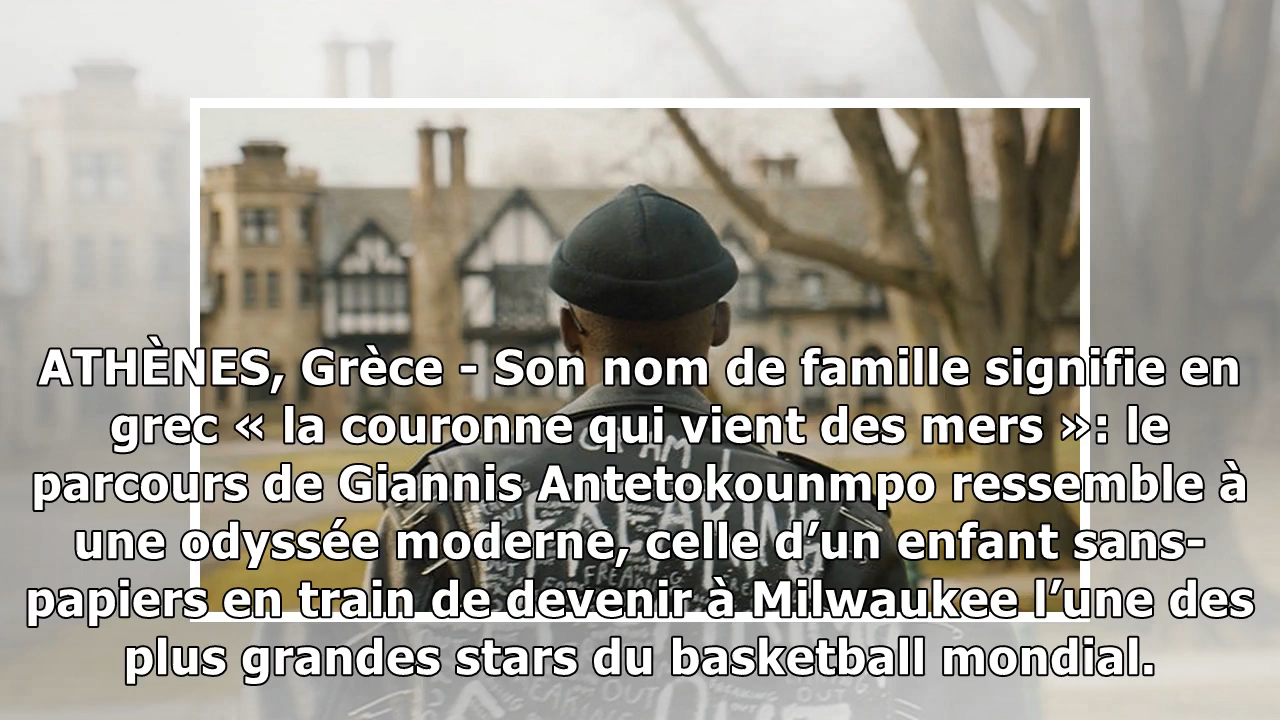 ATHÈNES, Grèce - Son nom de famille signifie en
grec « la couronne qui vient des mers »: le
parcours de Giannis Antetokounmpo ressemble à
une odyssée moderne, celle d’un enfant sans-
papiers en train de devenir à Milwaukee l’une des
plus grandes stars du basketball mondial.